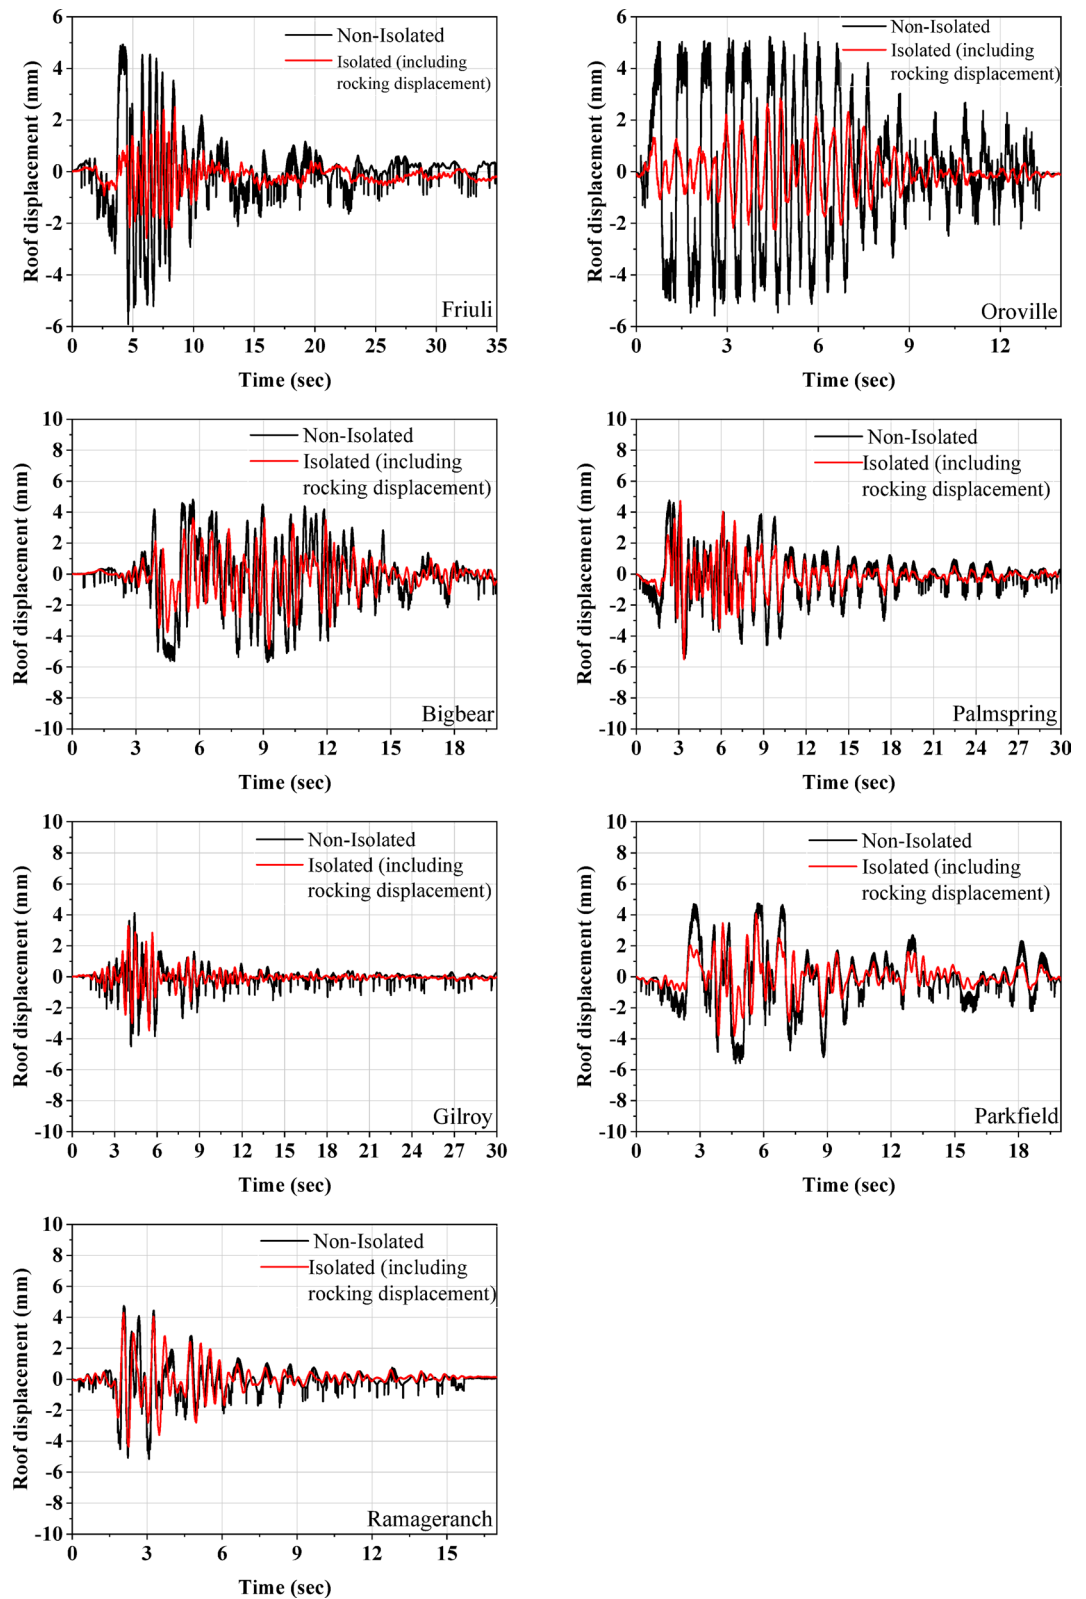 Roof displacement (mm)
6
4
2
0
-2
-4
-6
Non-Isolated
Isolated (including
rocking displacement)
Friuli
0 5 10 15 20 25 30 35
Time (sec)
Roof displacement (mm)
6
4
2
0
-2
-4
-6
Non-Isolated
Isolated (including
rocking displacement)
Oroville
0 3 6 9 12
Time (sec)
Roof displacement (mm)
10
8
6
4
2
0
-2
-4
-6
-8
-10
Non-Isolated
Isolated (including
rocking displacement)
Bigbear
0 3 6 9 12 15 18
Time (sec)
Roof displacement (mm)
10
8
6
4
2
0
-2
-4
-6
-8
-10
Non-Isolated
Isolated (including
rocking displacement)
Palmspring
0 3 6 9 12 15 18 21 24 27 30
Time (sec)
Roof displacement (mm)
10
8
6
4
2
0
-2
-4
-6
-8
-10
Non-Isolated
Isolated (including
rocking displacement)
Gilroy
0 3 6 9 12 15 18 21 24 27 30
Time (sec)
Roof displacement (mm)
10
8
6
4
2
0
-2
-4
-6
-8
-10
Non-Isolated
Isolated (including
rocking displacement)
Parkfield
0 3 6 9 12 15 18
Time (sec)
Roof displacement (mm)
10
8
6
4
2
0
-2
-4
-6
-8
-10
Non-Isolated
Isolated (including
rocking displacement)
Ramageranch
0 3 6 9 12 15
Time (sec)